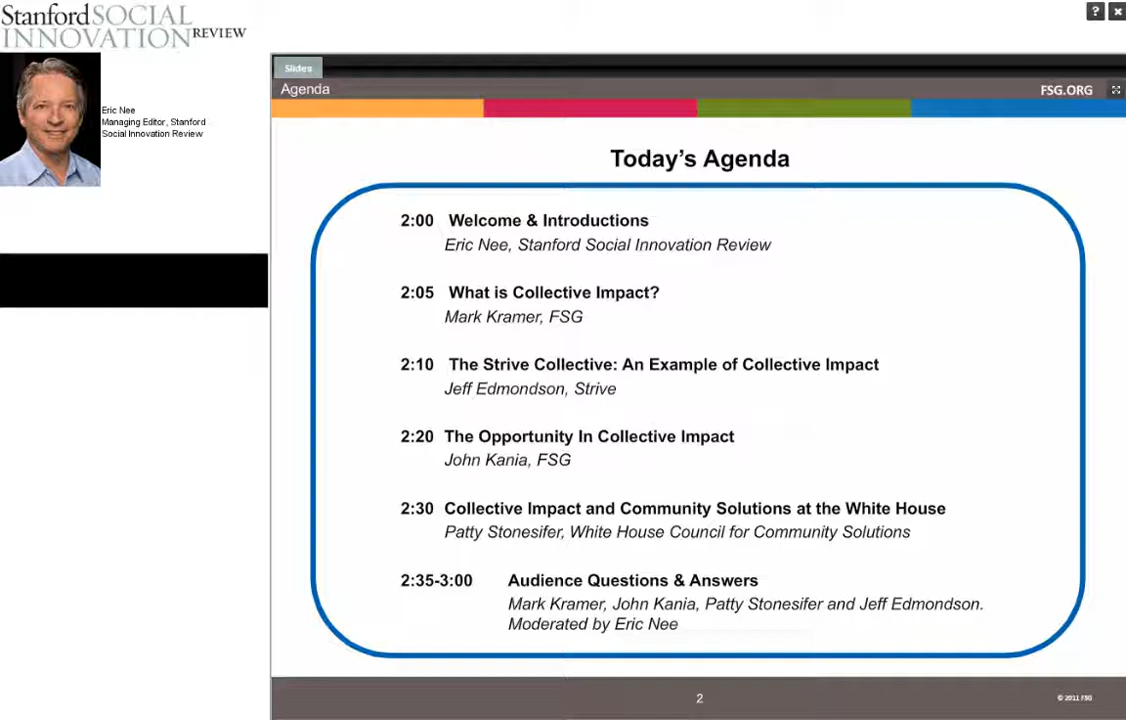 Stanford SOCIAL
INNOVATION REVIEW
? ×
Eric Nee
Managing Editor, Stanford
Social Innovation Review
Slides
Agenda
FSG.ORG
Today's Agenda
2:00 Welcome & Introductions
Eric Nee, Stanford Social Innovation Review
2:05 What is Collective Impact?
Mark Kramer, FSG
2:10 The Strive Collective: An Example of Collective Impact
Jeff Edmondson, Strive
2:20 The Opportunity In Collective Impact
John Kania, FSG
2:30 Collective Impact and Community Solutions at the White House
Patty Stonesifer, White House Council for Community Solutions
2:35-3:00 Audience Questions & Answers
Mark Kramer, John Kania, Patty Stonesifer and Jeff Edmondson.
Moderated by Eric Nee
2
© 2011 FSG